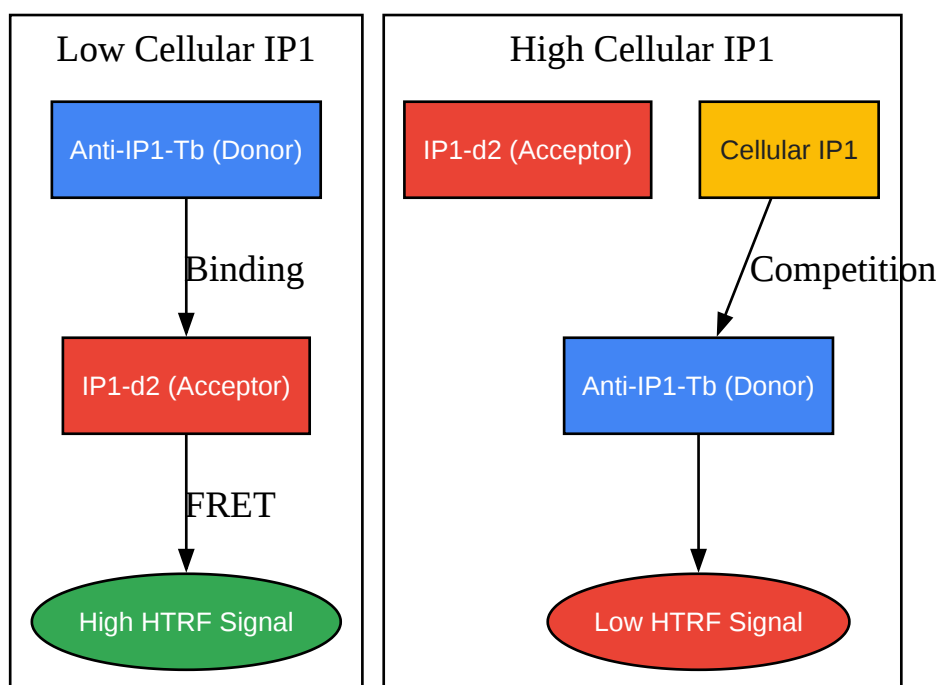 Low Cellular IP1
Anti-IP1-Tb (Donor)
Binding
IP1-d2 (Acceptor)
FRET
High HTRF Signal
High Cellular IP1
IP1-d2 (Acceptor)
Cellular IP1
Competition
Anti-IP1-Tb (Donor)
Low HTRF Signal